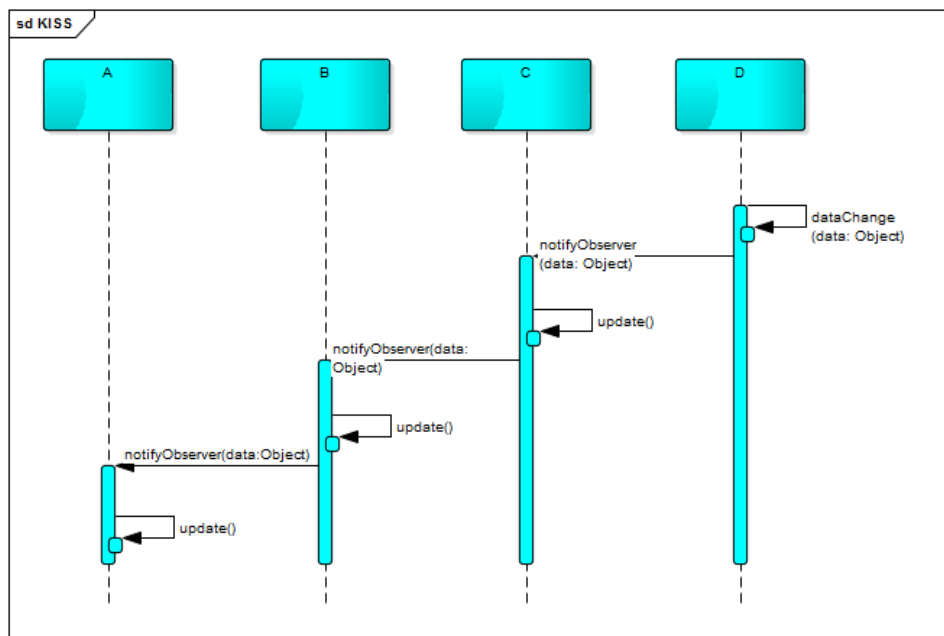 sd KISS
A
B
C
D
dataChange
(data: Object)
notifyObserver
(data: Object)
update()
notifyObserver(data:
Object)
update()
notifyObserver(data:Object)
update()